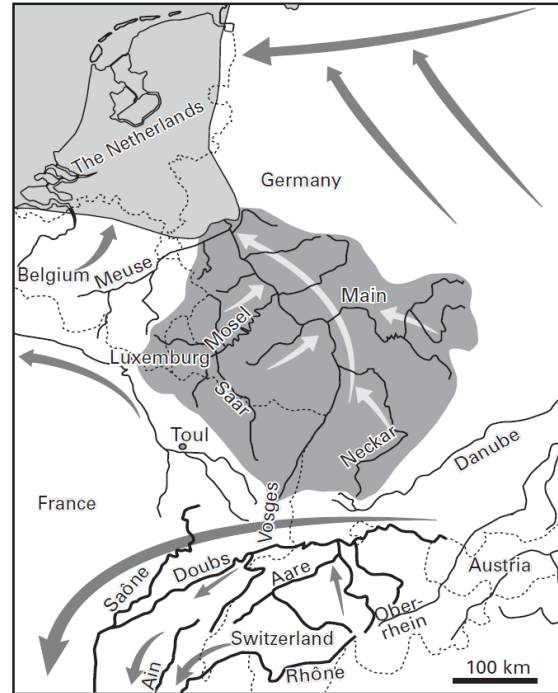 The Netherlands
Germany
Belgium
Meuse
Main
Mosel
Luxemburg
Saar
Toul
Neckar
Danube
France
Vosges
Saône
Doubs
Aare
Austria
Ober-
rhein
Switzerland
Ain
Rhône
100 km